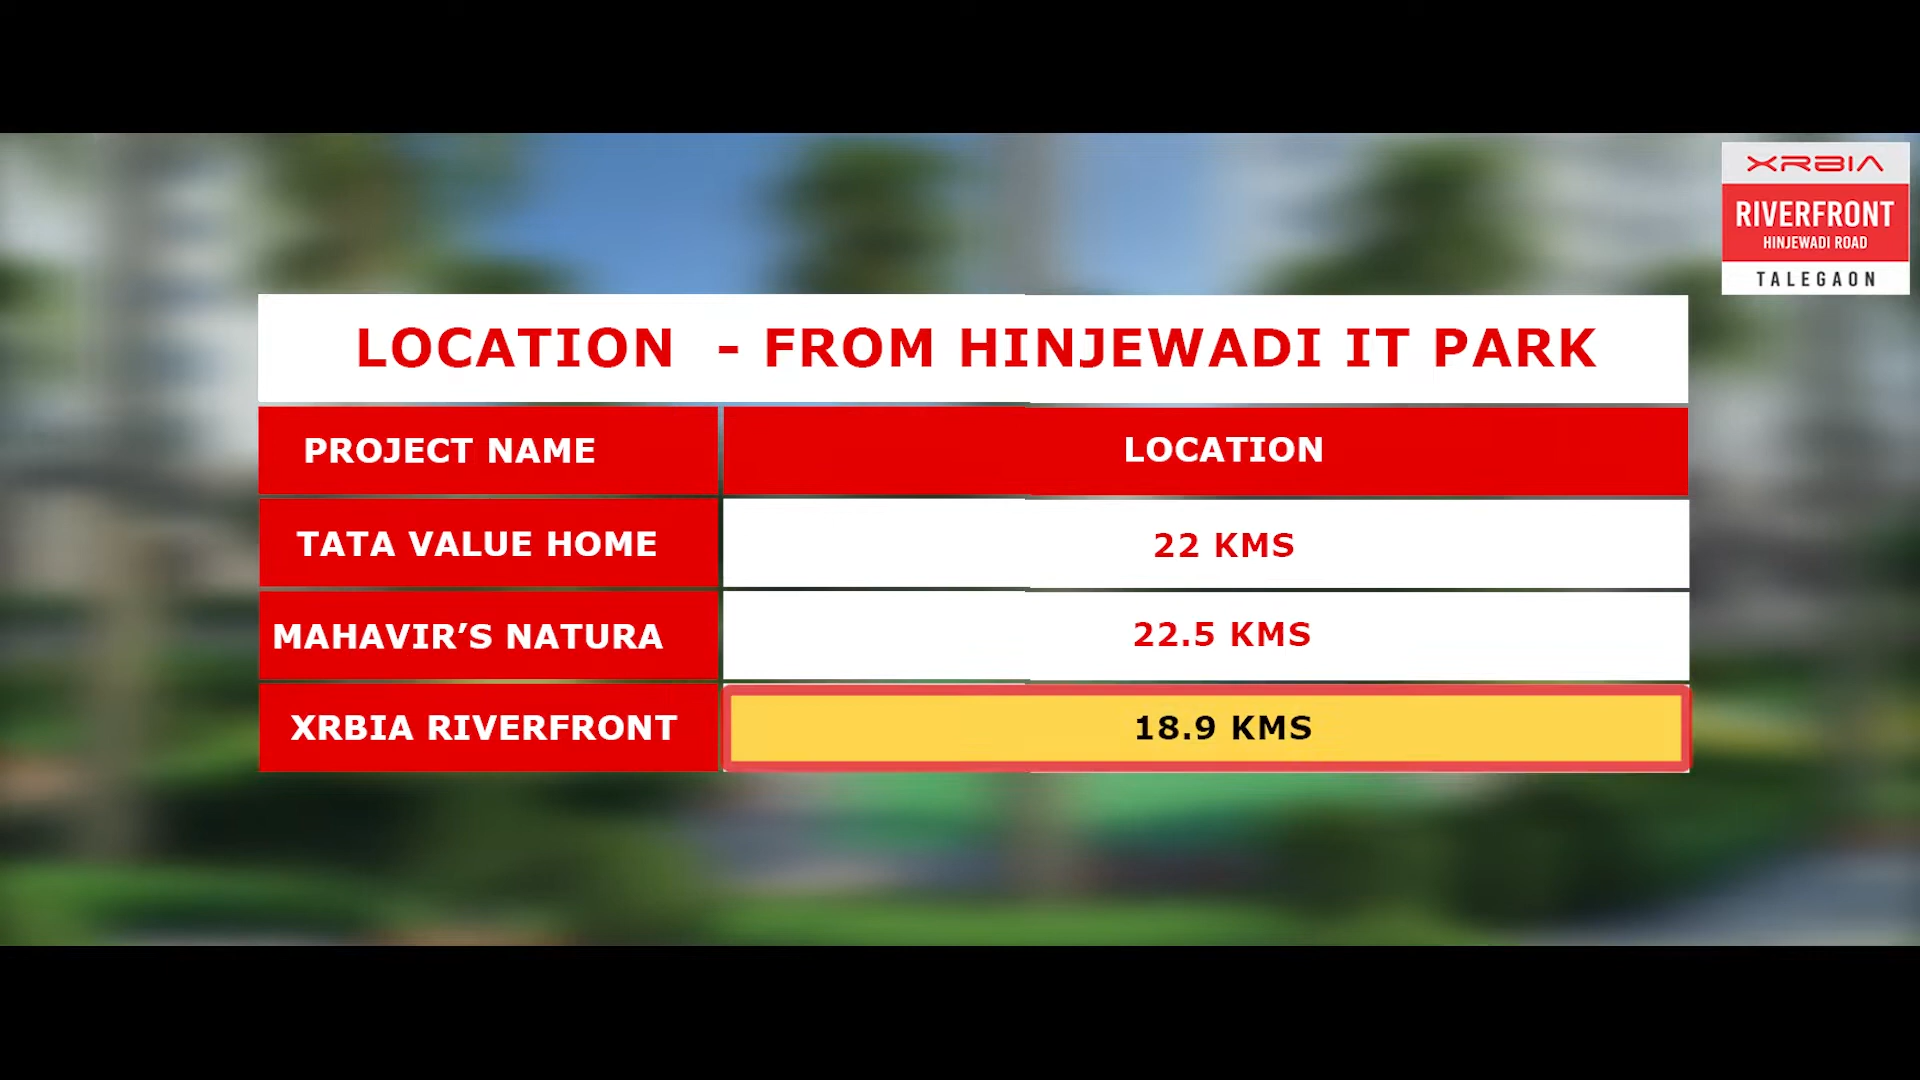 XRBIA
RIVERFRONT
HINJEWADI ROAD
TALEGAON
LOCATION - FROM HINJEWADI IT PARK
PROJECT NAME LOCATION
TATA VALUE HOME 22 KMS
MAHAVIR’S NATURA 22.5 KMS
XRBIA RIVERFRONT 18.9 KMS